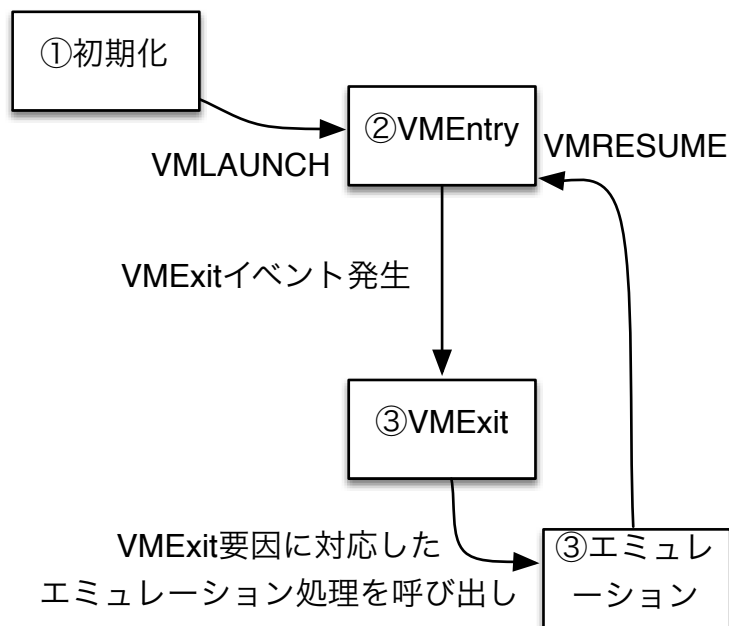 ①初期化
②VMEntry
VMRESUME
VMLAUNCH
VMExitイベント発生
③VMExit
VMExit要因に対応した
エミュレーション処理を呼び出し
③エミュレ
ーション